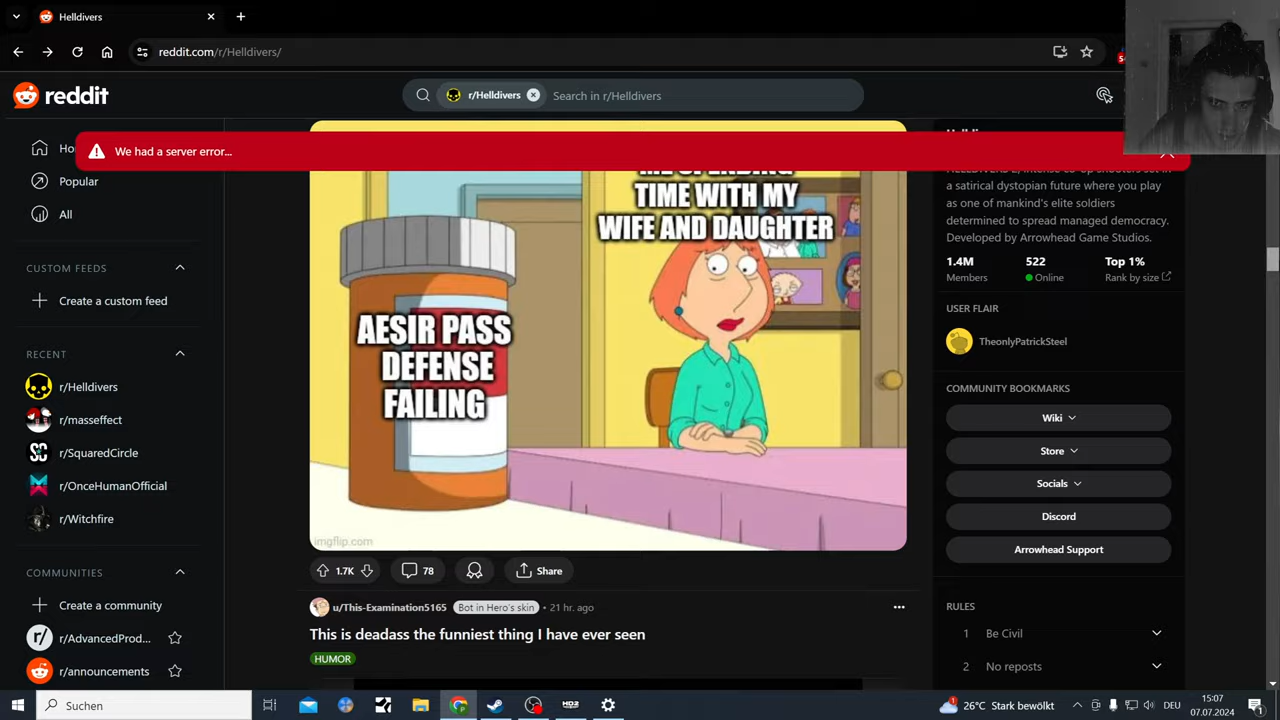 Helldivers
reddit.com/r/Helldivers/
reddit
r/Helldivers
Search in r/Helldivers
We had a server error...
Popular
All
CUSTOM FEEDS
Create a custom feed
RECENT
r/Helldivers
r/masseffect
r/SquaredCircle
r/OnceHumanOfficial
r/Witchfire
COMMUNITIES
Create a community
r/AdvancedProd...
r/announcements
TIME WITH MY
WIFE AND DAUGHTER
AESIR PASS
DEFENSE
FAILING
imgflip.com
1.7K
78
Share
u/This-Examination5165 Bot in Hero's skin • 21 hr. ago
This is deadass the funniest thing I have ever seen
HUMOR
a satirical dystopian future where you play
as one of mankind's elite soldiers
determined to spread managed democracy.
Developed by Arrowhead Game Studios.
1.4M 522 Top 1%
Members Online Rank by size
USER FLAIR
TheonlyPatrickSteel
COMMUNITY BOOKMARKS
Wiki
Store
Socials
Discord
Arrowhead Support
RULES
1 Be Civil
2 No reposts
Suchen
HD2
26°C Stark bewölkt
DEU
15:07
07.07.2024